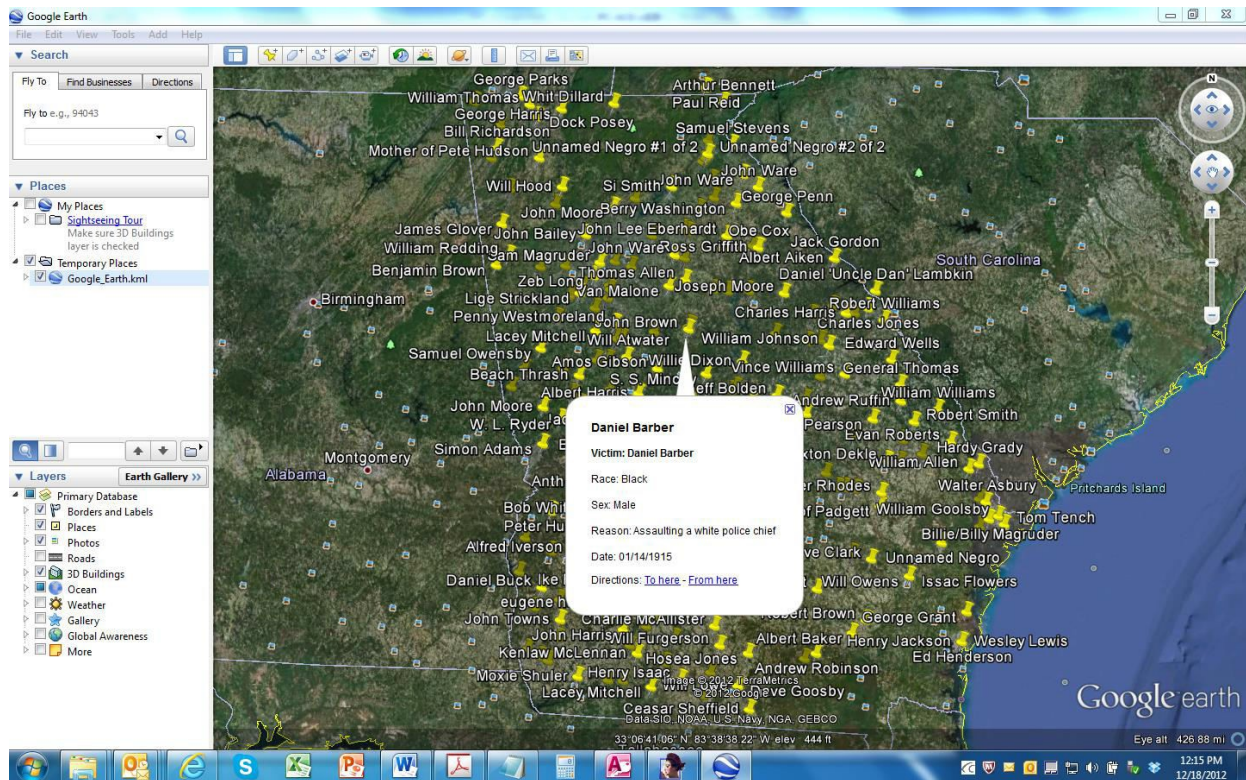 Google Earth
File Edit View Tools Add Help
Search
Fly To Find Businesses Directions
Fly to e.g., 94043
Places
My Places
Sightseeing Tour
Make sure 3D Buildings
layer is checked
Temporary Places
Google_Earth.kml
Layers
Earth Gallery »
Primary Database
Borders and Labels
Places
Photos
Roads
3D Buildings
Ocean
Weather
Gallery
Global Awareness
More
George Parks
Arthur Bennett
William Thomas Whit Dillard
Paul Reid
George Harris
Dock Posey
Bill Richardson
Samuel Stevens
Mother of Pete Hudson Unnamed Negro #1 of 2 Unnamed Negro #2 of 2
John Ware
Will Hood Si Smith John Ware
George Penn
John Moore Berry Washington
James Glover John Bailey John Lee Eberhardt Obe Cox
William Redding Sam Magruder John Ware Ross Griffith Jack Gordon
Albert Aiken South Carolina
Benjamin Brown Thomas Allen Daniel 'Uncle Dan' Lambkin
Zeb Long Van Malone Joseph Moore
Birmingham Lige Strickland Robert Williams
Penny Westmoreland John Brown Charles Harris Charles Jones
Lacey Mitchell Will Atwater William Johnson Edward Wells
Samuel Owensby Amos Gibson Willie Dixon Vince Williams General Thomas
Beach Thrash S. S. Mincey Jeff Bolden
Albert Harris Andrew Ruffin William Williams
John Moore Pearson Robert Smith
W. L. Ryder Evan Roberts
Montgomery Simon Adams Dekle William Allen Hardy Grady
Alabama Rhodes Walter Asbury Pritchards Island
Padgett William Goolsby Tom Tench
Billie/Billy Magruder
Alfred Iverson Clark Unnamed Negro
Daniel Buck Ike Will Owens Issac Flowers
John Towns Charlie McAllister Brown George Grant
John Harris Will Furgerson Albert Baker Henry Jackson Wesley Lewis
Kenlaw McLennan Hosea Jones Ed Henderson
Moxie Shuler Henry Isaac Andrew Robinson
Lacey Mitchell Dave Goosby
Ceasar Sheffield
Daniel Barber
Victim: Daniel Barber
Race: Black
Sex: Male
Reason: Assaulting a white police chief
Date: 01/14/1915
Directions: To here - From here
Image © 2012 TerraMetrics
© 2012 Google
Data SIO, NOAA, U.S. Navy, NGA, GEBCO
33°06'41.06" N 83°38'38.22" W elev 444 ft
Google earth
Eye alt 426.88 mi
N
12:15 PM
12/18/2012